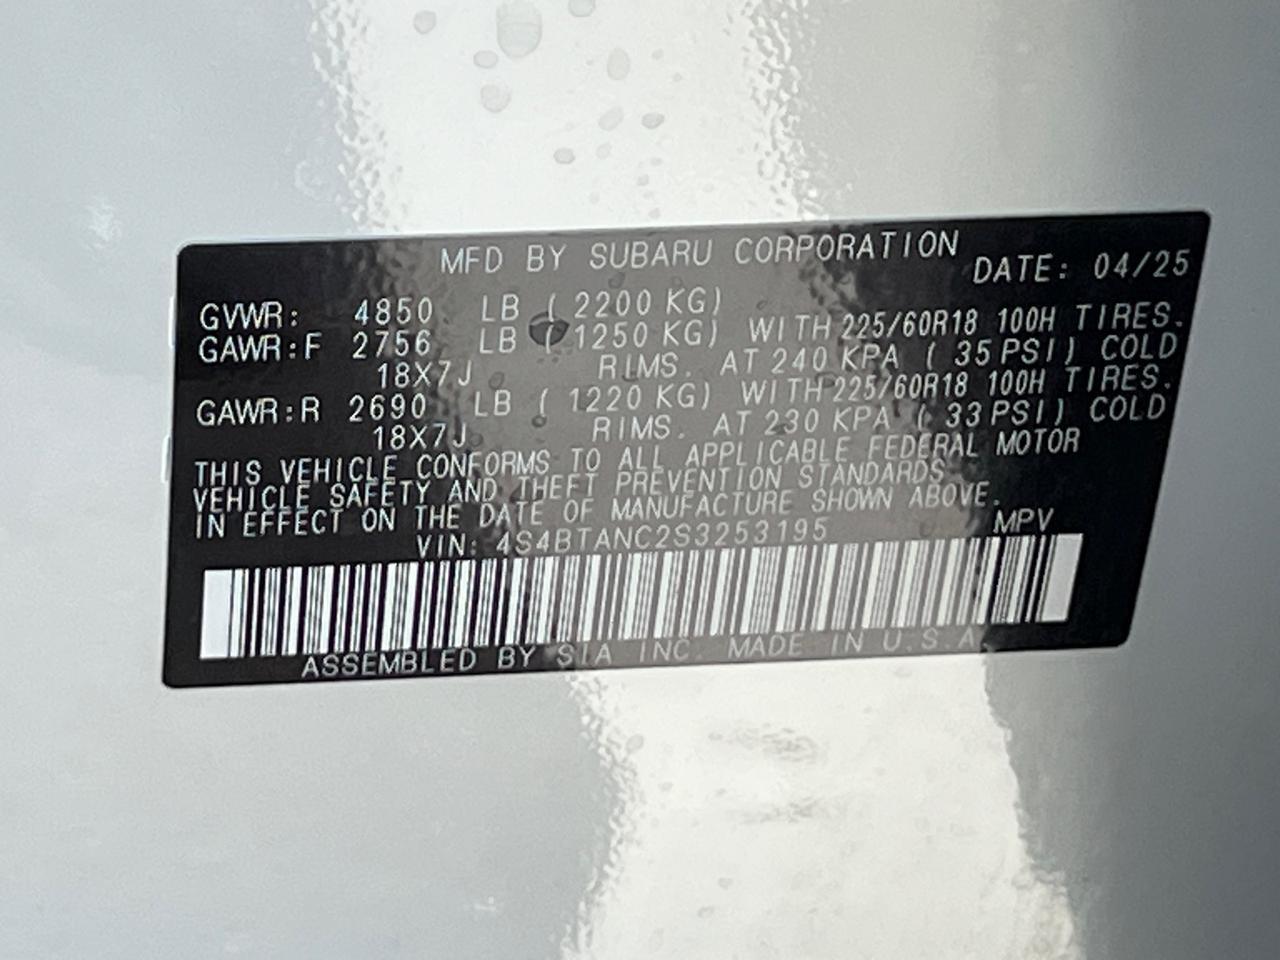 MFD BY SUBARU CORPORATION DATE: 04/25
GVWR: 4850 LB ( 2200 KG)
GAWR:F 2756 LB ( 1250 KG) WITH 225/60R18 100H TIRES.
18X7J RIMS. AT 240 KPA ( 35 PSI) COLD
GAWR:R 2690 LB ( 1220 KG) WITH 225/60R18 100H TIRES.
18X7J RIMS. AT 230 KPA ( 33 PSI) COLD
THIS VEHICLE CONFORMS TO ALL APPLICABLE FEDERAL MOTOR
VEHICLE SAFETY AND THEFT PREVENTION STANDARDS
IN EFFECT ON THE DATE OF MANUFACTURE SHOWN ABOVE.
VIN: 4S4BTANC2S3253195 MPV
ASSEMBLED BY SIA INC. MADE IN U.S.A.